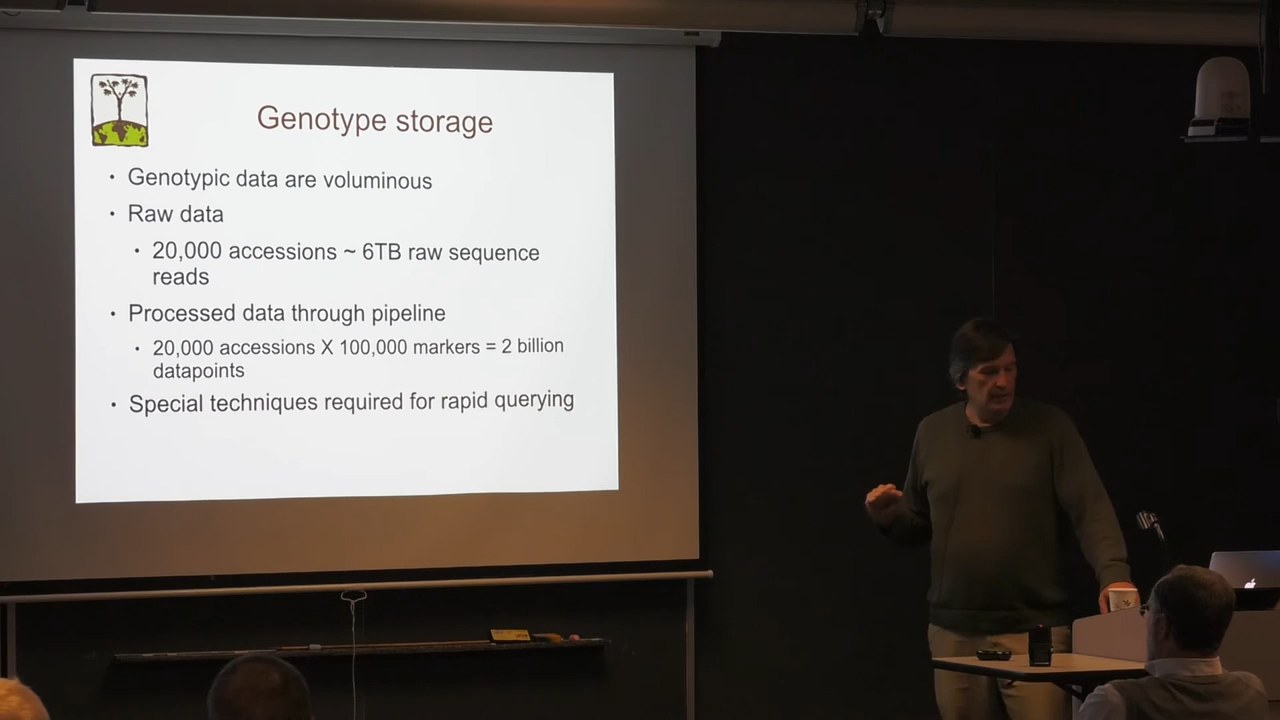 Genotype storage
• Genotypic data are voluminous
• Raw data
• 20,000 accessions ~ 6TB raw sequence
reads
• Processed data through pipeline
• 20,000 accessions X 100,000 markers = 2 billion
datapoints
• Special techniques required for rapid querying